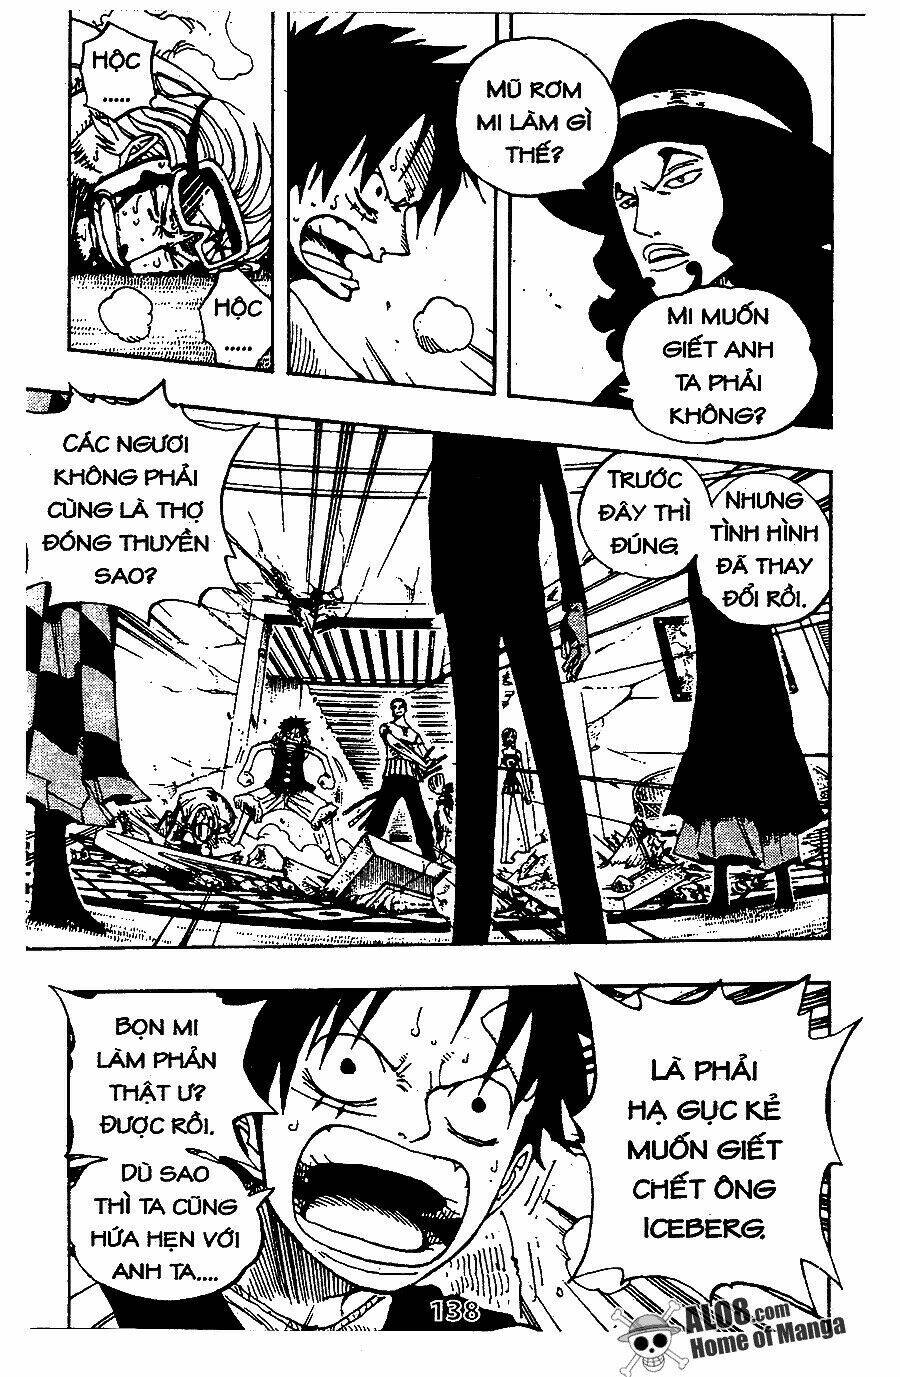 MŨ RƠM
MI LÀM GÌ
THẾ?
MI MUỐN
GIẾT ANH
TA PHẢI
KHÔNG?
HỘC
.....
HỘC
.....
CÁC NGƯƠI
KHÔNG PHẢI
CÙNG LÀ THỢ
ĐÓNG THUYỀN
SAO?
TRƯỚC
ĐÂY THÌ
ĐÚNG.
NHƯNG
TÌNH HÌNH
ĐÃ THAY
ĐỔI RỒI.
BỌN MI
LÀM PHẢN
THẬT Ư?
ĐƯỢC RỒI.
DÙ SAO
THÌ TA CŨNG
HỨA HẸN VỚI
ANH TA....
LÀ PHẢI
HẠ GỤC KẺ
MUỐN GIẾT
CHẾT ÔNG
ICEBERG.
138
ALO8.com
Home of Manga